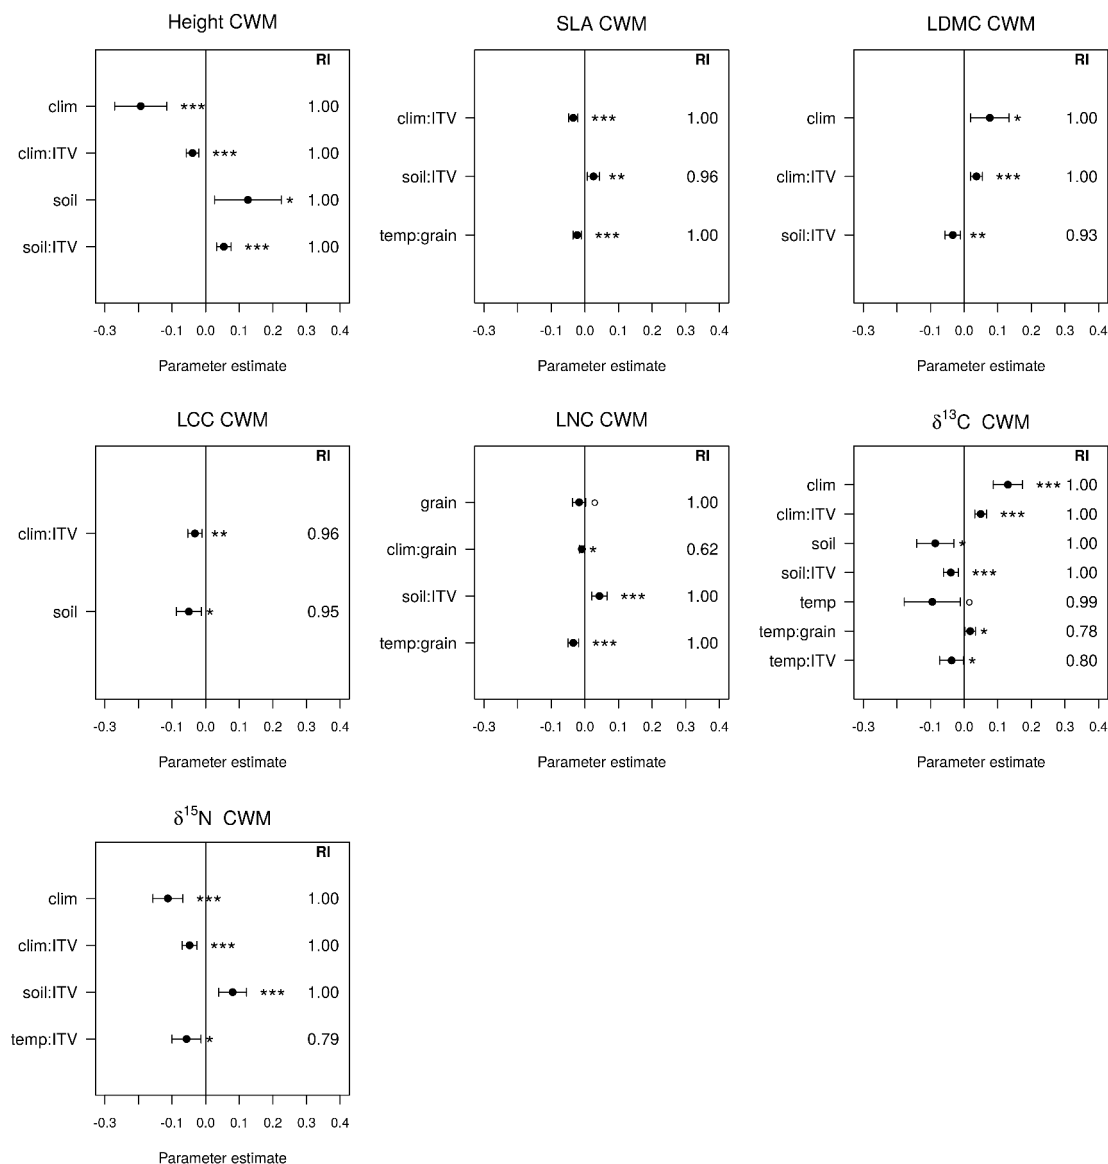 Height CWM
RI
clim *** 1.00
clim:ITV *** 1.00
soil * 1.00
soil:ITV *** 1.00
-0.3 -0.1 0.0 0.1 0.2 0.3 0.4
Parameter estimate
SLA CWM
RI
clim:ITV *** 1.00
soil:ITV ** 0.96
temp:grain *** 1.00
-0.3 -0.1 0.0 0.1 0.2 0.3 0.4
Parameter estimate
LDMC CWM
RI
clim * 1.00
clim:ITV *** 1.00
soil:ITV ** 0.93
-0.3 -0.1 0.0 0.1 0.2 0.3 0.4
Parameter estimate
LCC CWM
RI
clim:ITV ** 0.96
soil * 0.95
-0.3 -0.1 0.0 0.1 0.2 0.3 0.4
Parameter estimate
LNC CWM
RI
grain ○ 1.00
clim:grain * 0.62
soil:ITV *** 1.00
temp:grain *** 1.00
-0.3 -0.1 0.0 0.1 0.2 0.3 0.4
Parameter estimate
δ¹³C CWM
RI
clim *** 1.00
clim:ITV *** 1.00
soil * 1.00
soil:ITV *** 1.00
temp ○ 0.99
temp:grain * 0.78
temp:ITV * 0.80
-0.3 -0.1 0.0 0.1 0.2 0.3 0.4
Parameter estimate
δ¹⁵N CWM
RI
clim *** 1.00
clim:ITV *** 1.00
soil:ITV *** 1.00
temp:ITV * 0.79
-0.3 -0.1 0.0 0.1 0.2 0.3 0.4
Parameter estimate